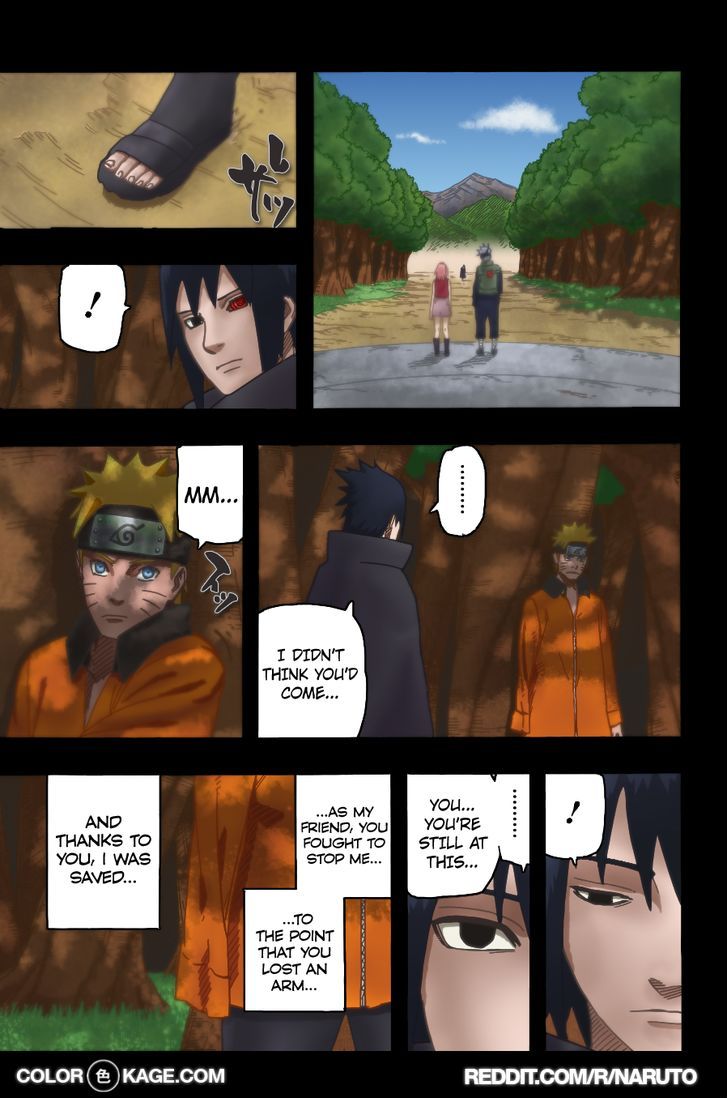 ザッ
!
.........
I DIDN'T
THINK YOU'D
COME...
MM...
スッ
!
.........
YOU...
YOU'RE
STILL AT
THIS...
...AS MY
FRIEND, YOU
FOUGHT TO
STOP ME...
...TO
THE POINT
THAT YOU
LOST AN
ARM...
AND
THANKS TO
YOU, I WAS
SAVED...
COLOR 色 KAGE.COM
REDDIT.COM/R/NARUTO